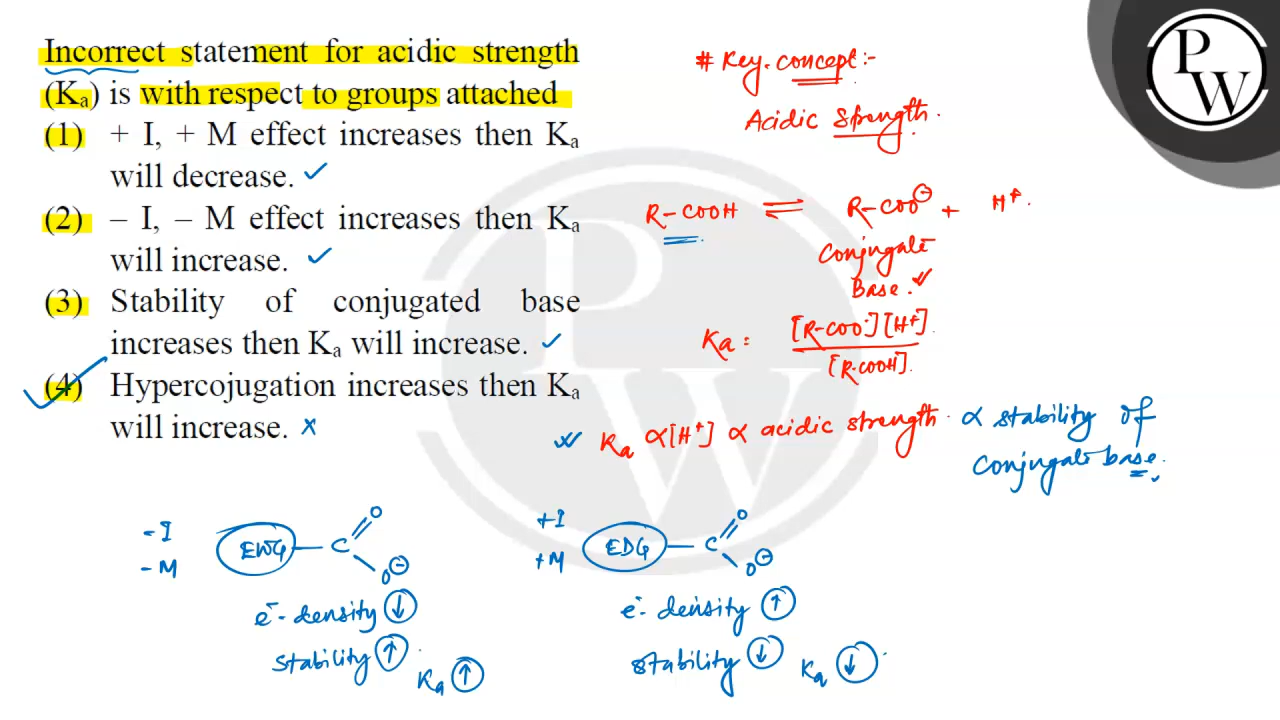 Incorrect statement for acidic strength
(Ka) is with respect to groups attached
(1) + I, + M effect increases then Ka
will decrease. ✓
(2) – I, – M effect increases then Ka
will increase. ✓
(3) Stability of conjugated base
increases then Ka will increase. ✓
(4) Hypercojugation increases then Ka
will increase. ×
# Key concept :-
Acidic strength.
R-COOH ⇌ R-COO⊖ + H+.
Conjugate
Base.
Ka = [R-COO-][H+]
[R-COOH].
Ka ∝ [H+] ∝ acidic strength. ∝ stability of
conjugate base.
-I
-M
EWG – C
O
O⊖
e- density ↓
stability ↑
Ka ↑
+I
+M
EDG – C
O
O⊖
e- density ↑
stability ↓
Ka ↓
P
W
P
W